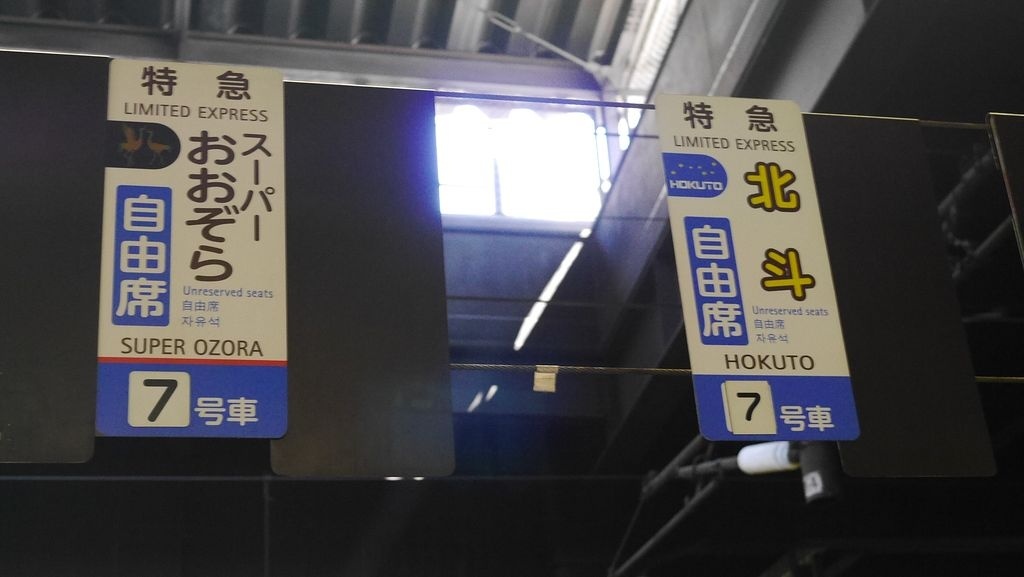 特急
LIMITED EXPRESS
スーパー
おおぞら
自由席
Unreserved seats
自由席
자유석
SUPER OZORA
7号車
特急
LIMITED EXPRESS
HOKUTO
北斗
自由席
Unreserved seats
自由席
자유석
HOKUTO
7号車
4